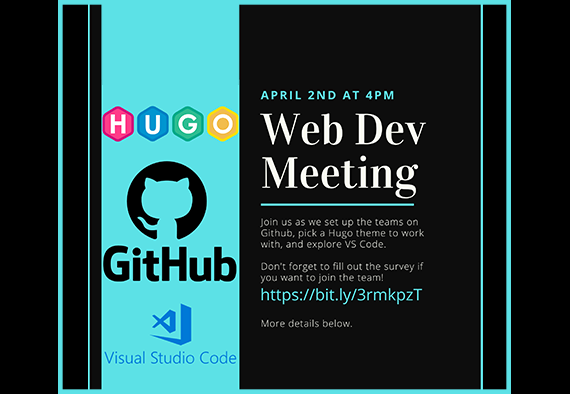 HUGO
GitHub
Visual Studio Code
APRIL 2ND AT 4PM
Web Dev
Meeting
Join us as we set up the teams on
Github, pick a Hugo theme to work
with, and explore VS Code.
Don't forget to fill out the survey if
you want to join the team!
https://bit.ly/3rmkpzT
More details below.